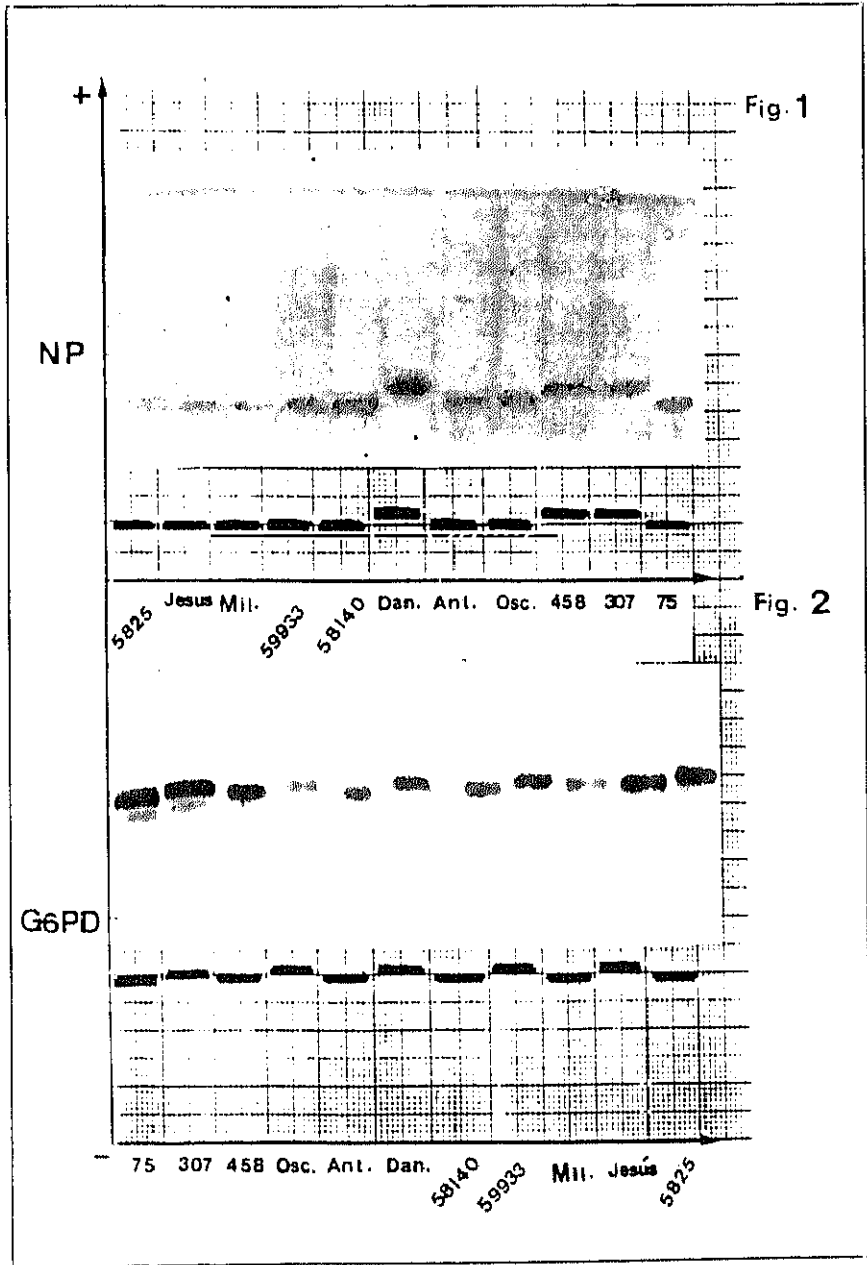 +
Fig. 1
NP
5825 Jesus Mil. 59933 58140 Dan. Ant. Osc. 458 307 75
Fig. 2
G6PD
–
75 307 458 Osc. Ant. Dan. 58140 59933 Mil. Jesús 5825